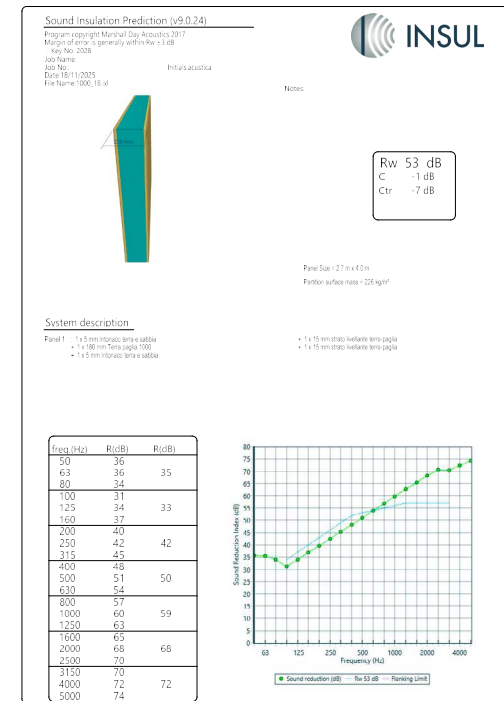 Sound Insulation Prediction (v9.0.24)
Program copyright Marshall Day Acoustics 2017
Margin of error is generally within Rw ±3 dB
Key No. 2028
Job Name:
Job No.: Initials:acustica
Date:18/11/2025
File Name:1000_18.ixl
INSUL
Notes:
Rw 53 dB
C -1 dB
Ctr -7 dB
Panel Size = 2.7 m x 4.0 m
Partition surface mass = 226 kg/m²
System description
Panel 1 : 1 x 5 mm Intonaco terra e sabbia + 1 x 15 mm strato livellante terra-paglia
+ 1 x 180 mm Terra paglia 1000 + 1 x 15 mm strato livellante terra-paglia
+ 1 x 5 mm Intonaco terra e sabbia
freq.(Hz) R(dB) R(dB)
50 36
63 36 35
80 34
100 31
125 34 33
160 37
200 40
250 42 42
315 45
400 48
500 51 50
630 54
800 57
1000 60 59
1250 63
1600 65
2000 68 68
2500 70
3150 70
4000 72 72
5000 74
Sound Reduction Index (dB)
80
75
70
65
60
55
50
45
40
35
30
25
20
15
10
5
0
63 125 250 500 1000 2000 4000
Frequency (Hz)
Sound reduction (dB) Rw 53 dB Flanking Limit